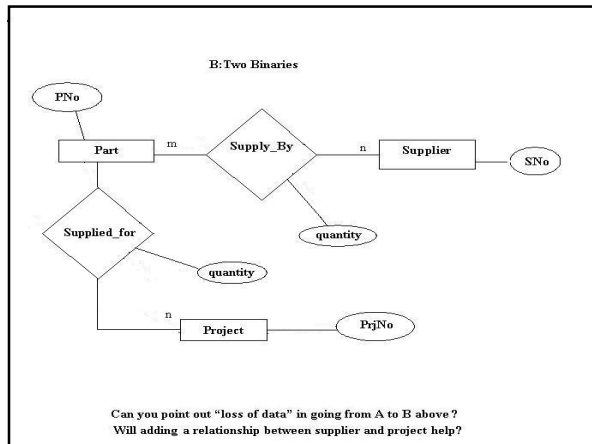 B: Two Binaries
PNo
Part
m
Supply_By
n
Supplier
SNo
Supplied_for
quantity
quantity
n
Project
PrjNo
Can you point out “loss of data” in going from A to B above?
Will adding a relationship between supplier and project help?